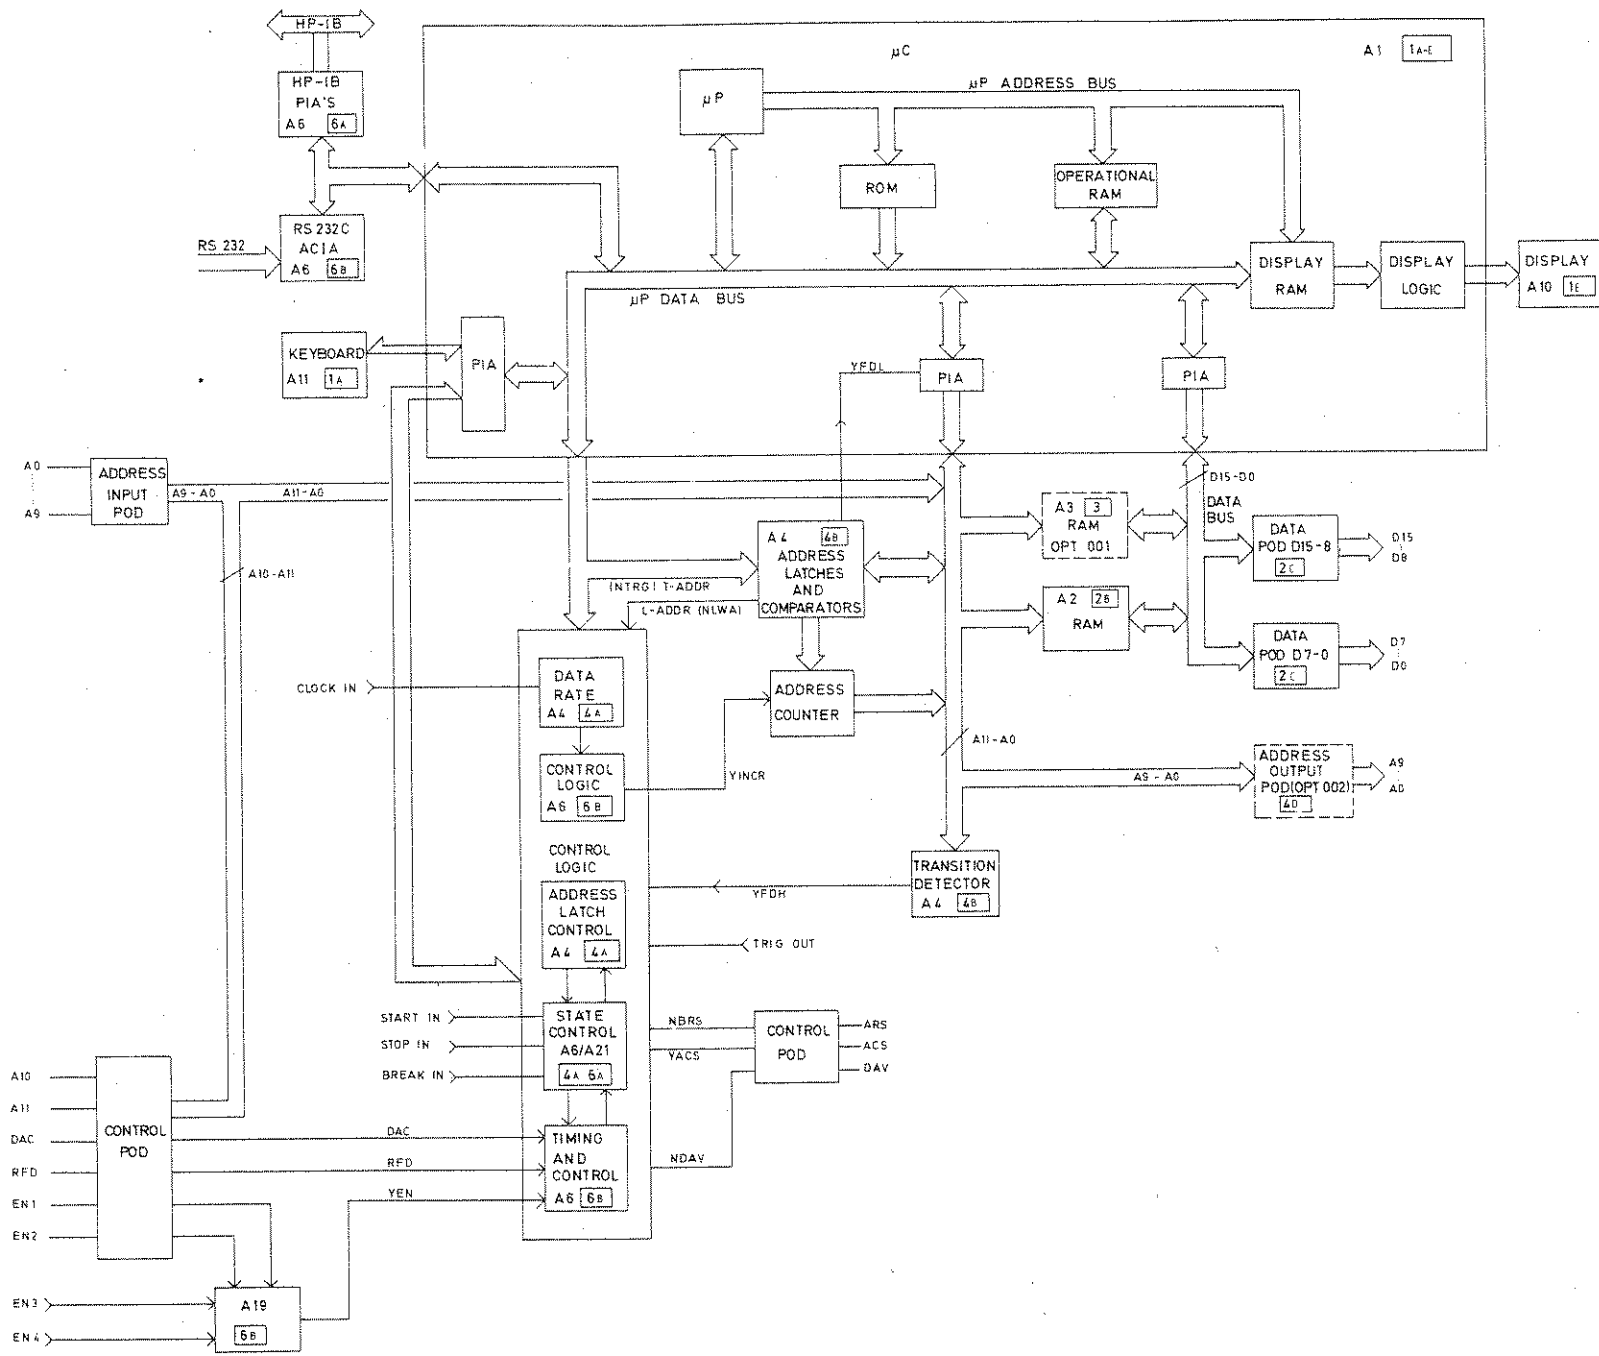 HP-IB
HP-IB
PIA'S
A6 6A
RS 232
RS 232C
ACIA
A6 6B
KEYBOARD
A11 1A
PIA
µC
A1 1A-E
µP
µP ADDRESS BUS
ROM
OPERATIONAL
RAM
µP DATA BUS
DISPLAY
RAM
DISPLAY
LOGIC
DISPLAY
A10 1E
YFDL
PIA
PIA
A0
A9
ADDRESS
INPUT
POD
A9-A0
A11-A0
A10-A11
D15-D0
DATA
BUS
A3 3
RAM
OPT 001
A2 2B
RAM
DATA
POD D15-8
2C
D15
D8
DATA
POD D7-0
2C
D7
D0
A4 4B
ADDRESS
LATCHES
AND
COMPARATORS
INTRGIT-ADDR
L-ADDR (NLWA)
CLOCK IN
DATA
RATE
A4 4A
CONTROL
LOGIC
A6 6B
YINCR
ADDRESS
COUNTER
A11-A0
A9-A0
ADDRESS
OUTPUT
POD(OPT 002)
4D
A9
A0
TRANSITION
DETECTOR
A4 4B
YFDH
CONTROL
LOGIC
ADDRESS
LATCH
CONTROL
A4 4A
TRIG OUT
START IN
STOP IN
BREAK IN
STATE
CONTROL
A6/A21
4A 6A
NBRS
YACS
NDAV
CONTROL
POD
ARS
ACS
DAV
TIMING
AND
CONTROL
A6 6B
A10
A11
DAC
RFD
EN1
EN2
CONTROL
POD
DAC
RFD
YEN
EN3
EN4
A19
6B